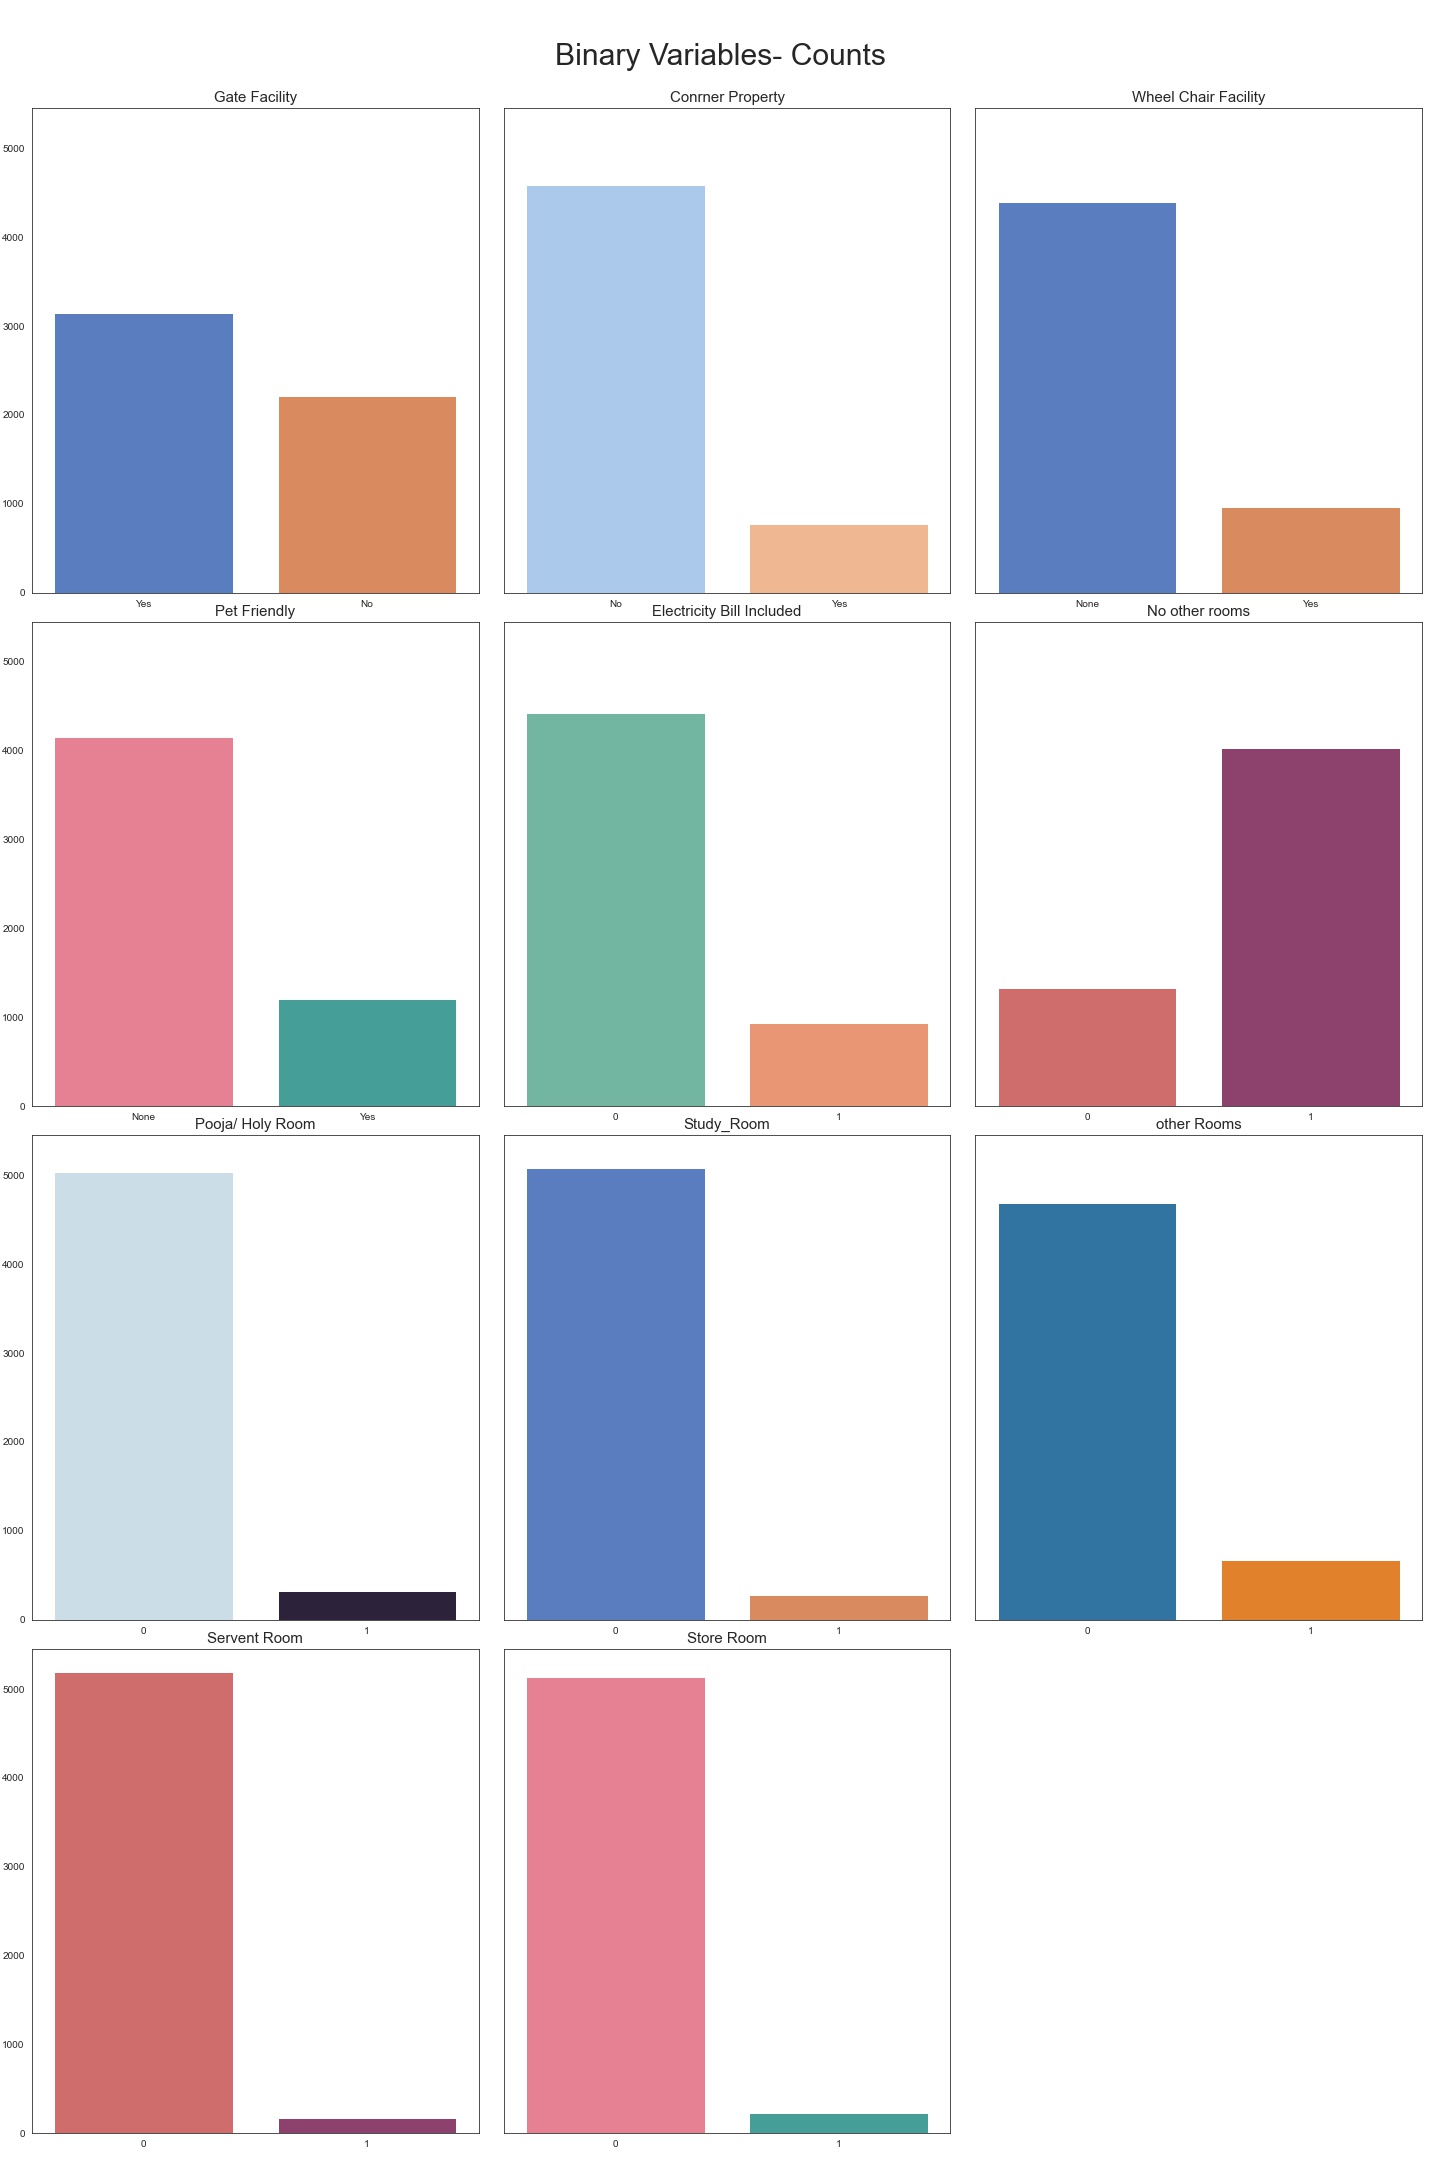 Binary Variables- Counts
Gate Facility
Conrner Property
Wheel Chair Facility
5000
4000
3000
2000
1000
0
Yes
No
No
Yes
None
Yes
Pet Friendly
Electricity Bill Included
No other rooms
5000
4000
3000
2000
1000
0
None
Yes
0
1
0
1
Pooja/ Holy Room
Study_Room
other Rooms
5000
4000
3000
2000
1000
0
0
1
0
1
0
1
Servent Room
Store Room
5000
4000
3000
2000
1000
0
0
1
0
1